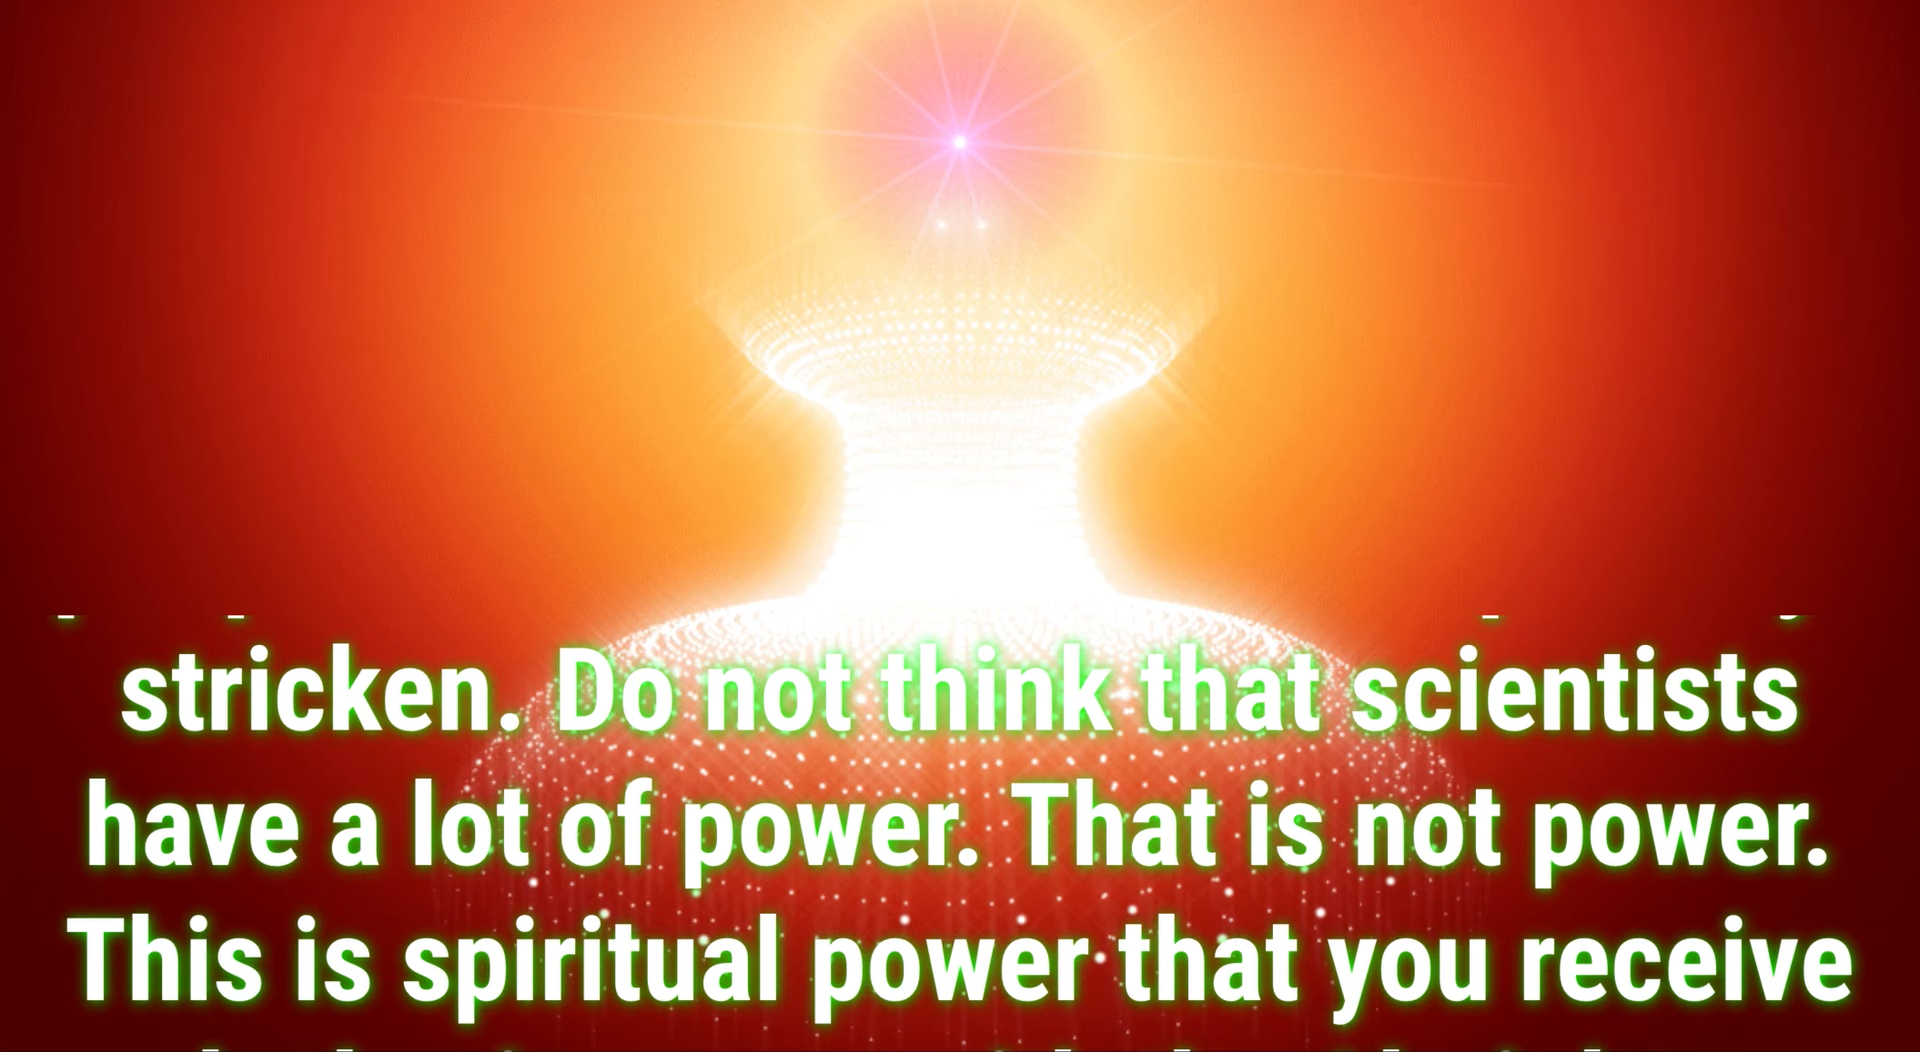 stricken. Do not think that scientists
have a lot of power. That is not power.
This is spiritual power that you receive